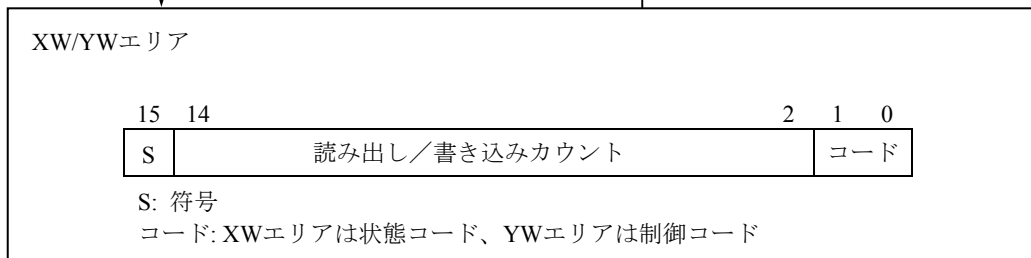 XW/YWエリア
15 14 2 1 0
S 読み出し／書き込みカウント コード
S: 符号
コード: XWエリアは状態コード、YWエリアは制御コード